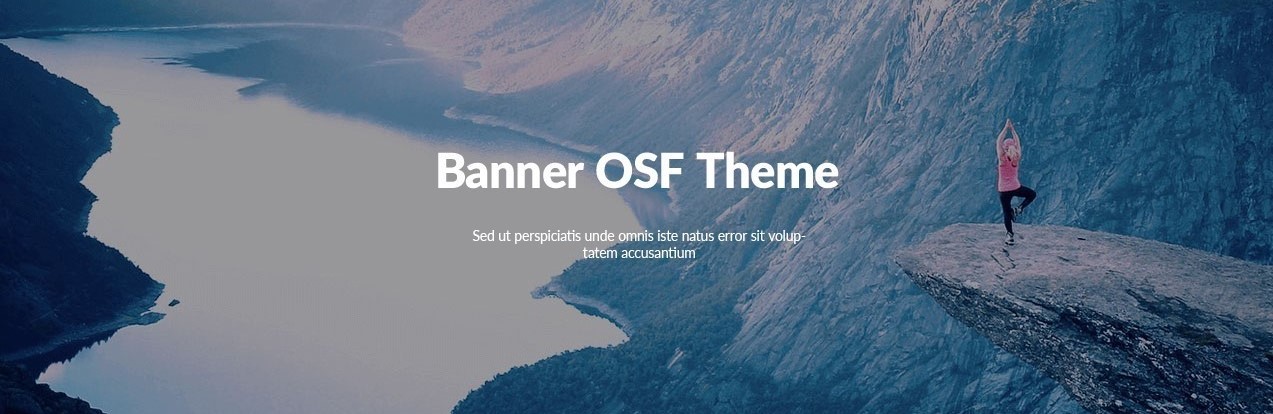 Banner OSF Theme
Sed ut perspiciatis unde omnis iste natus error sit volup-
tatem accusantium